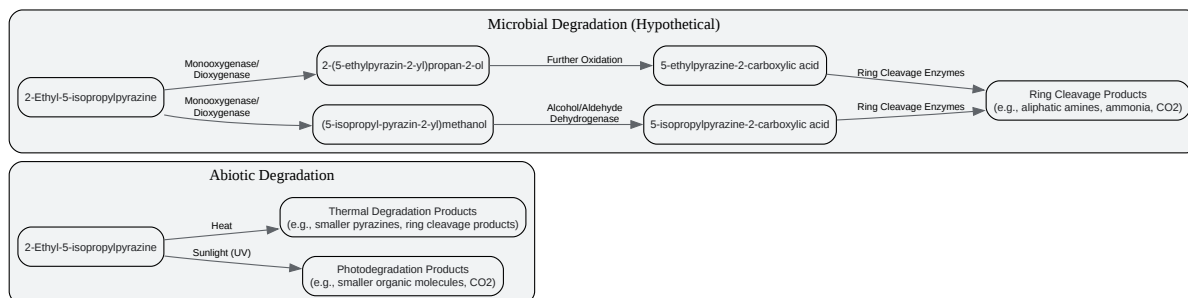 Microbial Degradation (Hypothetical)
2-Ethyl-5-isopropylpyrazine
Monooxygenase/
Dioxygenase
2-(5-ethylpyrazin-2-yl)propan-2-ol
Further Oxidation
5-ethylpyrazine-2-carboxylic acid
Ring Cleavage Enzymes
Monooxygenase/
Dioxygenase
(5-isopropyl-pyrazin-2-yl)methanol
Alcohol/Aldehyde
Dehydrogenase
5-isopropylpyrazine-2-carboxylic acid
Ring Cleavage Enzymes
Ring Cleavage Products
(e.g., aliphatic amines, ammonia, CO2)
Abiotic Degradation
2-Ethyl-5-isopropylpyrazine
Heat
Thermal Degradation Products
(e.g., smaller pyrazines, ring cleavage products)
Sunlight (UV)
Photodegradation Products
(e.g., smaller organic molecules, CO2)